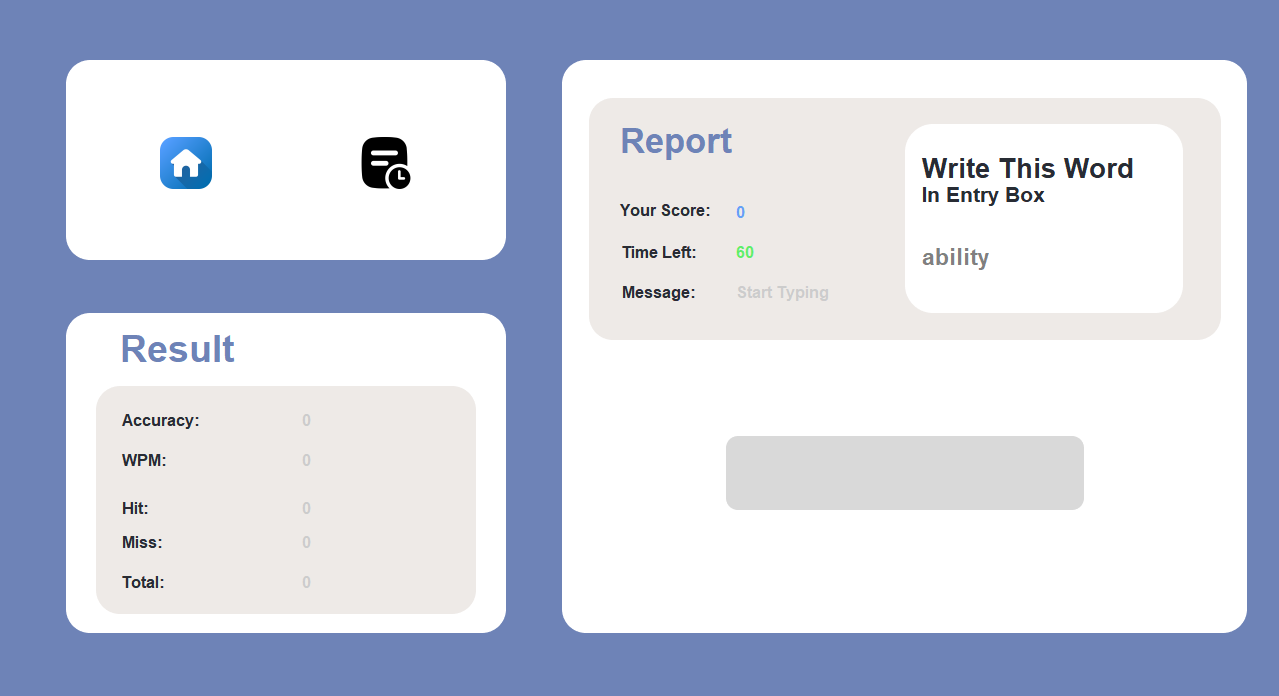 Report
Your Score: 0
Time Left: 60
Message: Start Typing
Write This Word
In Entry Box
ability
Result
Accuracy: 0
WPM: 0
Hit: 0
Miss: 0
Total: 0